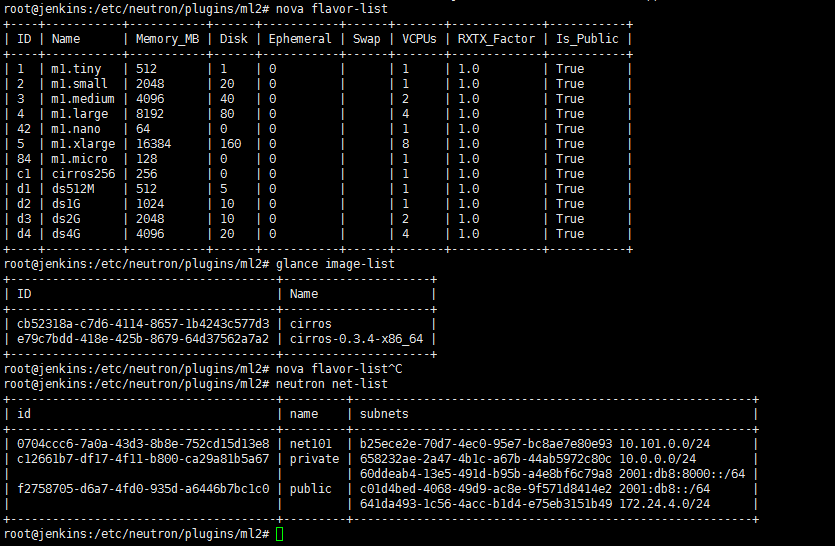 root@jenkins:/etc/neutron/plugins/ml2# nova flavor-list
+----+-----------+-----------+------+-----------+------+-------+-------------+-----------+
| ID | Name      | Memory_MB | Disk | Ephemeral | Swap | VCPUs | RXTX_Factor | Is_Public |
+----+-----------+-----------+------+-----------+------+-------+-------------+-----------+
| 1  | m1.tiny   | 512       | 1    | 0         |      | 1     | 1.0         | True      |
| 2  | m1.small  | 2048      | 20   | 0         |      | 1     | 1.0         | True      |
| 3  | m1.medium | 4096      | 40   | 0         |      | 2     | 1.0         | True      |
| 4  | m1.large  | 8192      | 80   | 0         |      | 4     | 1.0         | True      |
| 42 | m1.nano   | 64        | 0    | 0         |      | 1     | 1.0         | True      |
| 5  | m1.xlarge | 16384     | 160  | 0         |      | 8     | 1.0         | True      |
| 84 | m1.micro  | 128       | 0    | 0         |      | 1     | 1.0         | True      |
| c1 | cirros256 | 256       | 0    | 0         |      | 1     | 1.0         | True      |
| d1 | ds512M    | 512       | 5    | 0         |      | 1     | 1.0         | True      |
| d2 | ds1G      | 1024      | 10   | 0         |      | 1     | 1.0         | True      |
| d3 | ds2G      | 2048      | 10   | 0         |      | 2     | 1.0         | True      |
| d4 | ds4G      | 4096      | 20   | 0         |      | 4     | 1.0         | True      |
+----+-----------+-----------+------+-----------+------+-------+-------------+-----------+
root@jenkins:/etc/neutron/plugins/ml2# glance image-list
+--------------------------------------+---------------------+
| ID                                   | Name                |
+--------------------------------------+---------------------+
| cb52318a-c7d6-4114-8657-1b4243c577d3 | cirros              |
| e79c7bdd-418e-425b-8679-64d37562a7a2 | cirros-0.3.4-x86_64 |
+--------------------------------------+---------------------+
root@jenkins:/etc/neutron/plugins/ml2# nova flavor-list^C
root@jenkins:/etc/neutron/plugins/ml2# neutron net-list
+--------------------------------------+---------+----------------------------------------------------------+
| id                                   | name    | subnets                                                  |
+--------------------------------------+---------+----------------------------------------------------------+
| 0704ccc6-7a0a-43d3-8b8e-752cd15d13e8 | net101  | b25ece2e-70d7-4ec0-95e7-bc8ae7e80e93 10.101.0.0/24       |
| c12661b7-df17-4f11-b800-ca29a81b5a67 | private | 658232ae-2a47-4b1c-a67b-44ab5972c80c 10.0.0.0/24         |
|                                      |         | 60ddeab4-13e5-491d-b95b-a4e8bf6c79a8 2001:db8:8000::/64  |
| f2758705-d6a7-4fd0-935d-a6446b7bc1c0 | public  | c01d4bed-4068-49d9-ac8e-9f571d8414e2 2001:db8::/64       |
|                                      |         | 641da493-1c56-4acc-b1d4-e75eb3151b49 172.24.4.0/24       |
+--------------------------------------+---------+----------------------------------------------------------+
root@jenkins:/etc/neutron/plugins/ml2#